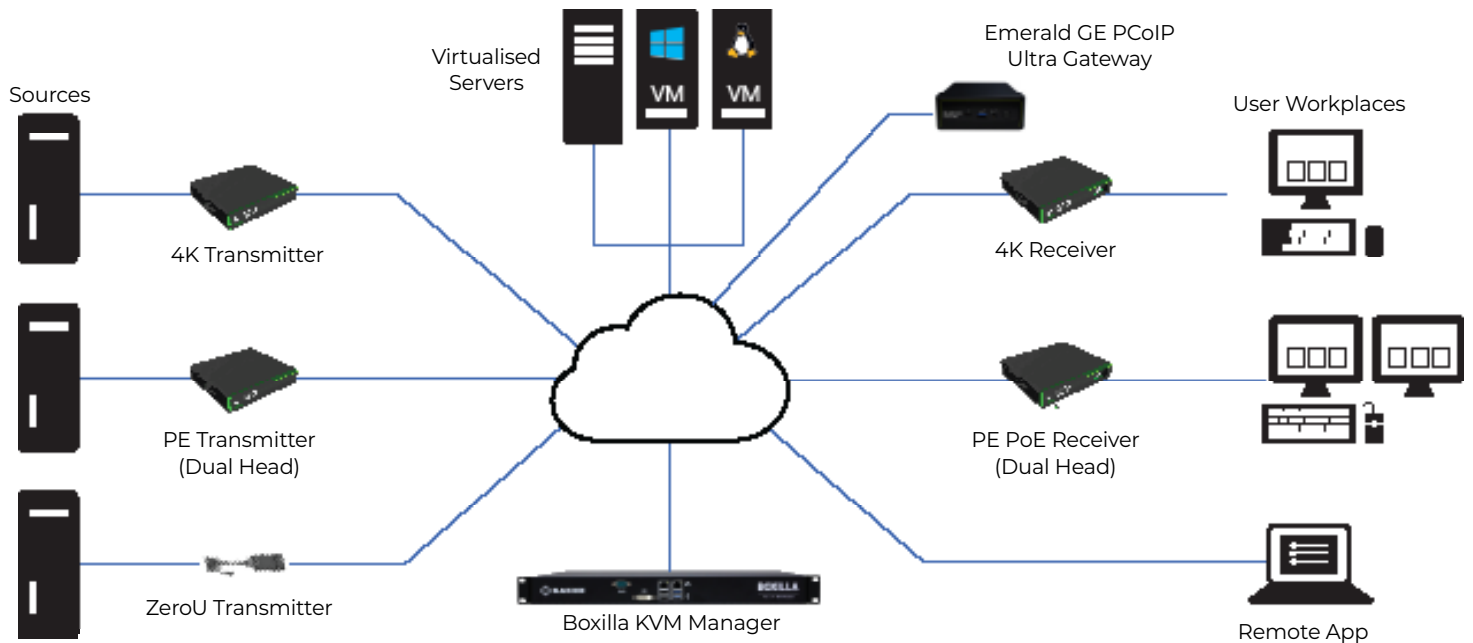 Sources
Virtualised
Servers
VM
VM
Emerald GE PCoIP
Ultra Gateway
User Workplaces
4K Transmitter
4K Receiver
PE Transmitter
(Dual Head)
PE PoE Receiver
(Dual Head)
ZeroU Transmitter
BOXILLA
Boxilla KVM Manager
Remote App